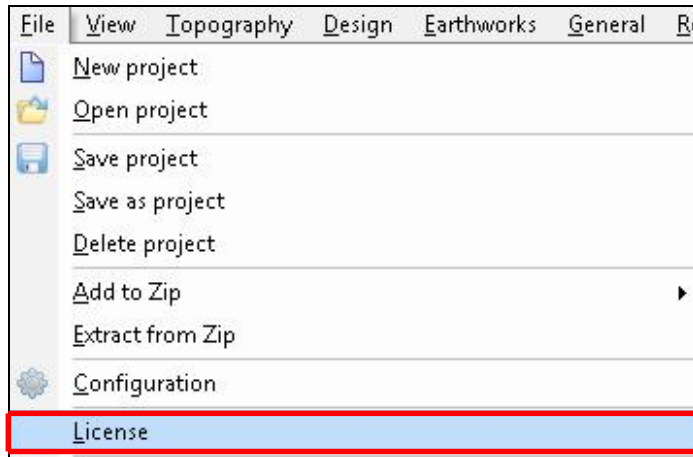 File View Topography Design Earthworks General
New project
Open project
Save project
Save as project
Delete project
Add to Zip
Extract from Zip
Configuration
License